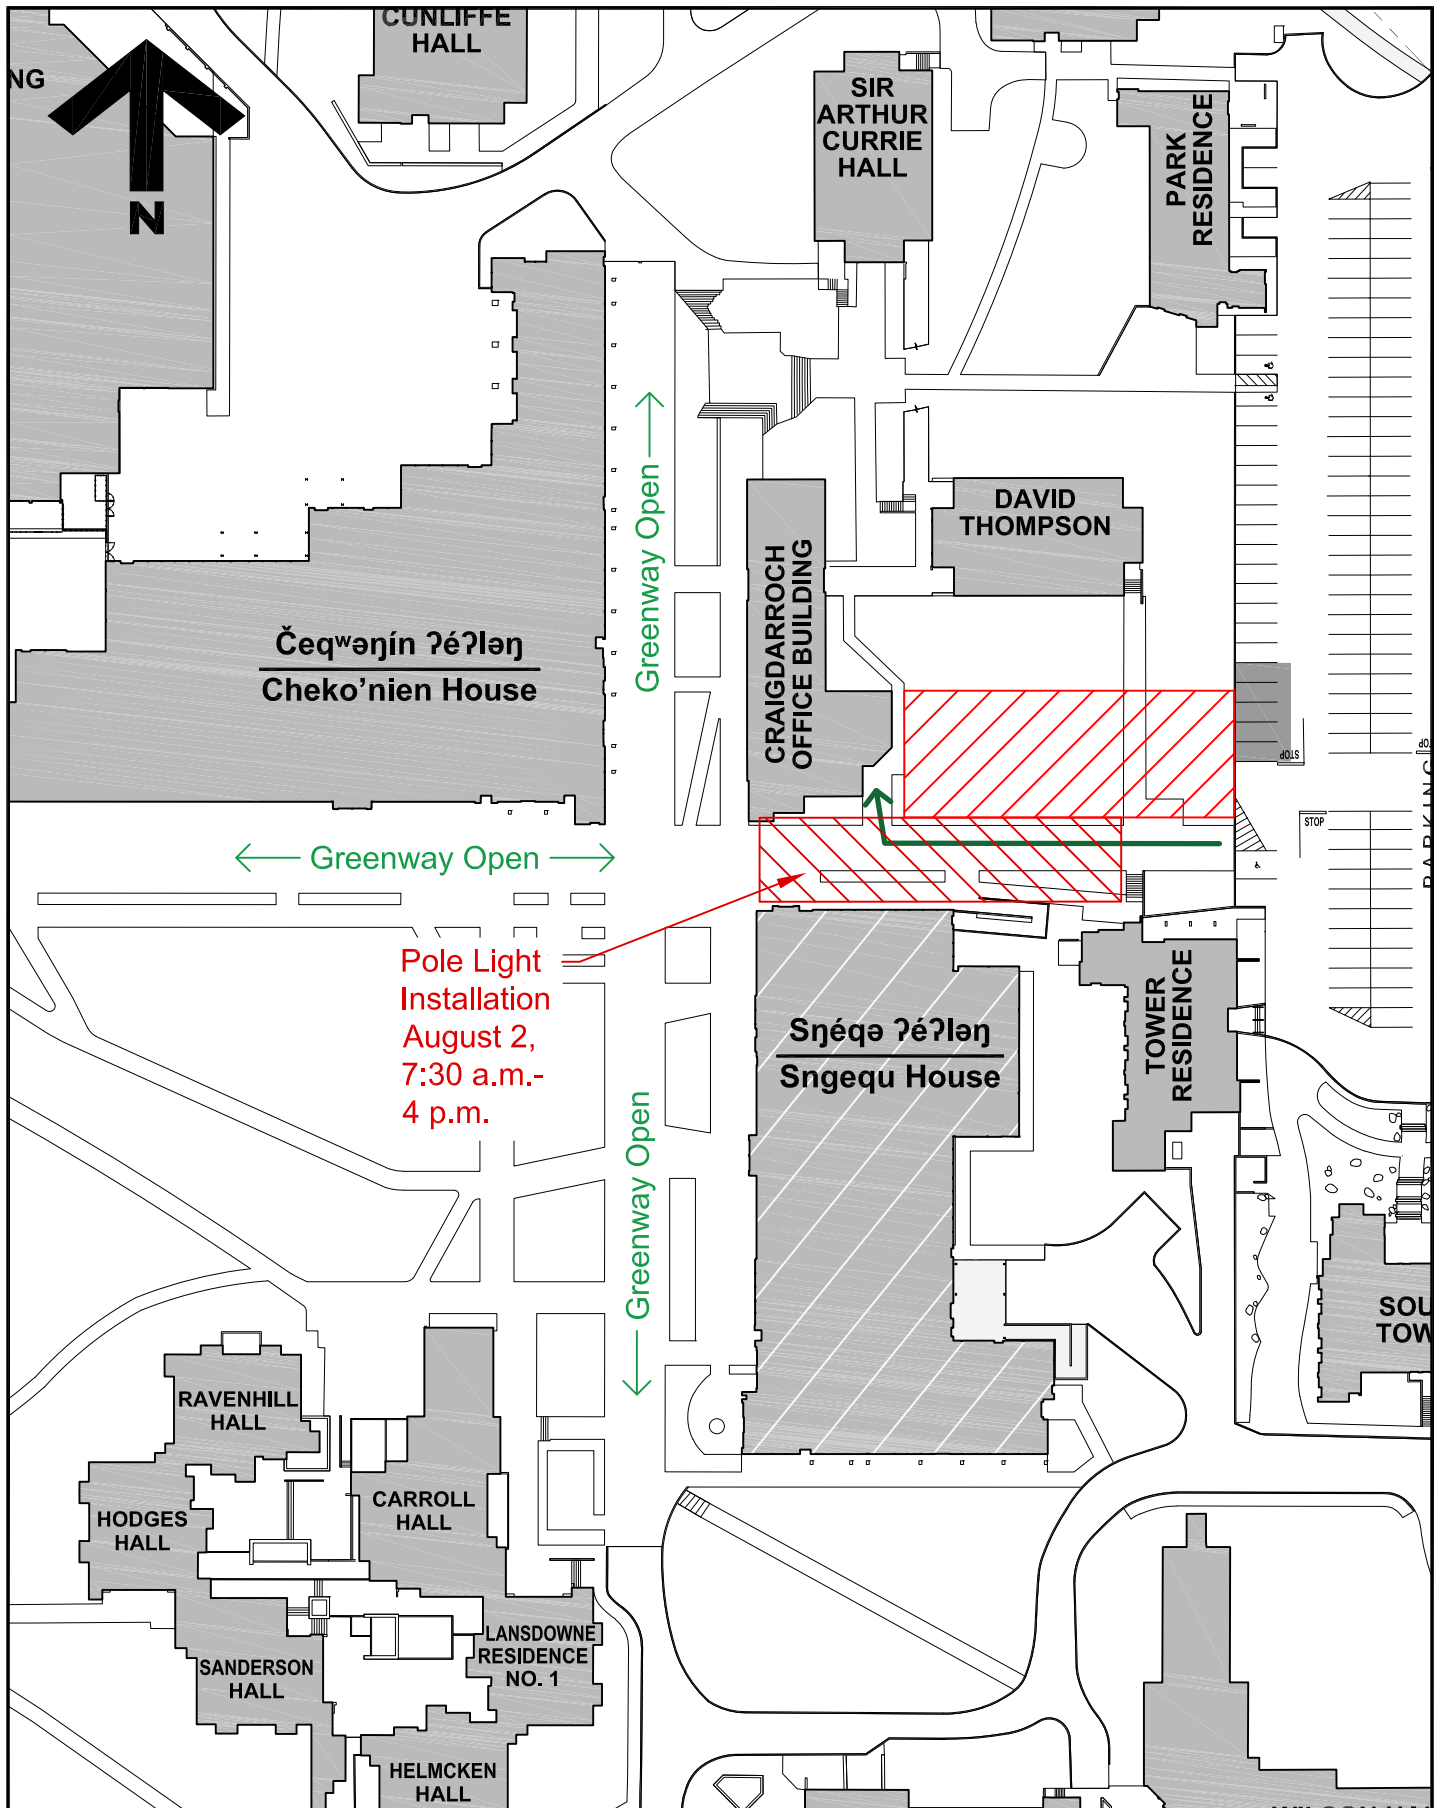 CUNLIFFE
HALL
NG
N
SIR
ARTHUR
CURRIE
HALL
PARK
RESIDENCE
Greenway Open
DAVID
THOMPSON
CRAIGDARROCH
OFFICE BUILDING
Čeqʷəŋín ʔéʔləŋ
Cheko’nien House
STOP
STOP
STOP
PARKING
Greenway Open
Pole Light
Installation
August 2,
7:30 a.m.-
4 p.m.
Sŋéqə ʔéʔləŋ
Sngequ House
TOWER
RESIDENCE
Greenway Open
SOU
TOW
RAVENHILL
HALL
HODGES
HALL
CARROLL
HALL
LANSDOWNE
RESIDENCE
NO. 1
SANDERSON
HALL
HELMCKEN
HALL